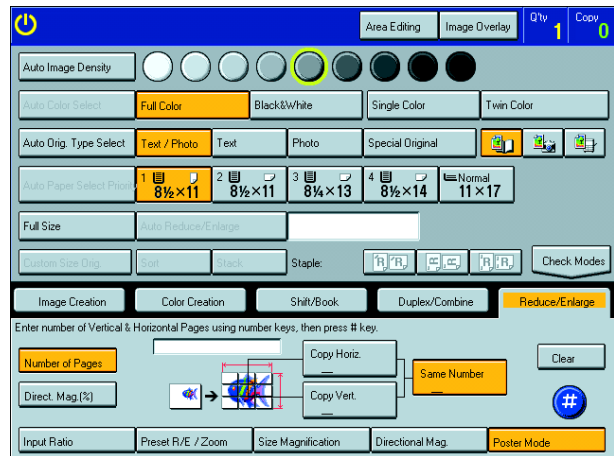 Area Editing Image Overlay Q'ty 1 Copy 0
Auto Image Density
Auto Color Select Full Color Black&White Single Color Twin Color
Auto Orig. Type Select Text / Photo Text Photo Special Original
Auto Paper Select Priority 1 8½×11 2 8½×11 3 8¼×13 4 8½×14 Normal 11×17
Full Size Auto Reduce/Enlarge
Custom Size Orig. Sort Stack Staple: R R R R R R Check Modes
Image Creation Color Creation Shift/Book Duplex/Combine Reduce/Enlarge
Enter number of Vertical & Horizontal Pages using number keys, then press # key.
Number of Pages Copy Horiz. __ Same Number __ Clear
Direct. Mag.(%) Copy Vert. __ #
Input Ratio Preset R/E / Zoom Size Magnification Directional Mag. Poster Mode